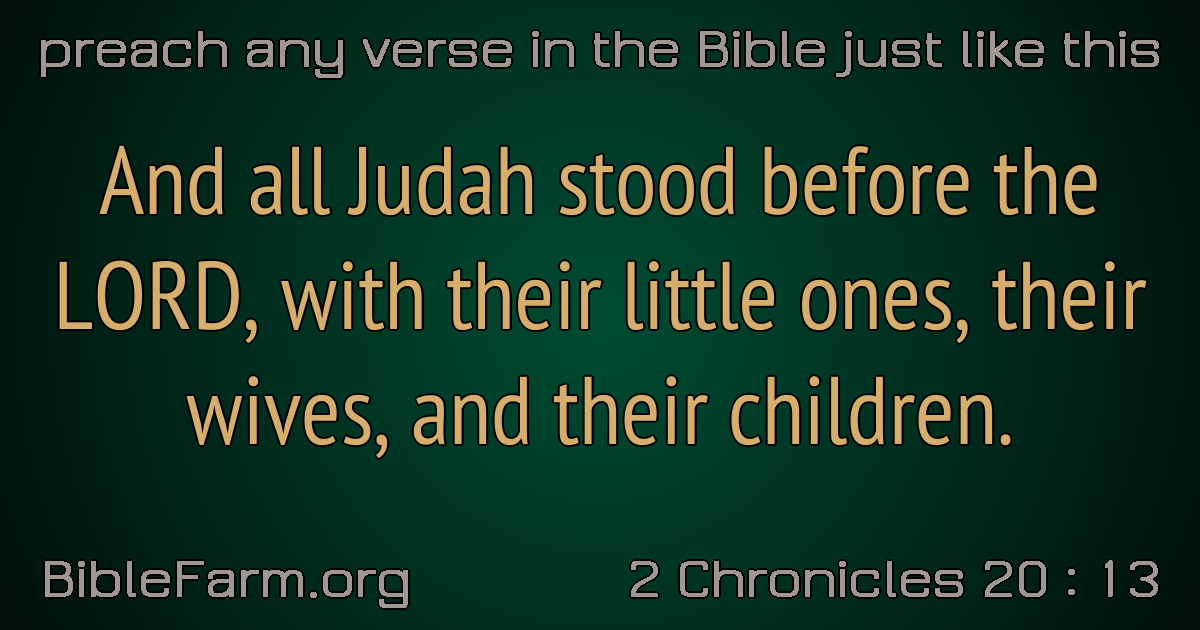 preach any verse in the Bible just like this
And all Judah stood before the
LORD, with their little ones, their
wives, and their children.
BibleFarm.org
2 Chronicles 20 : 13